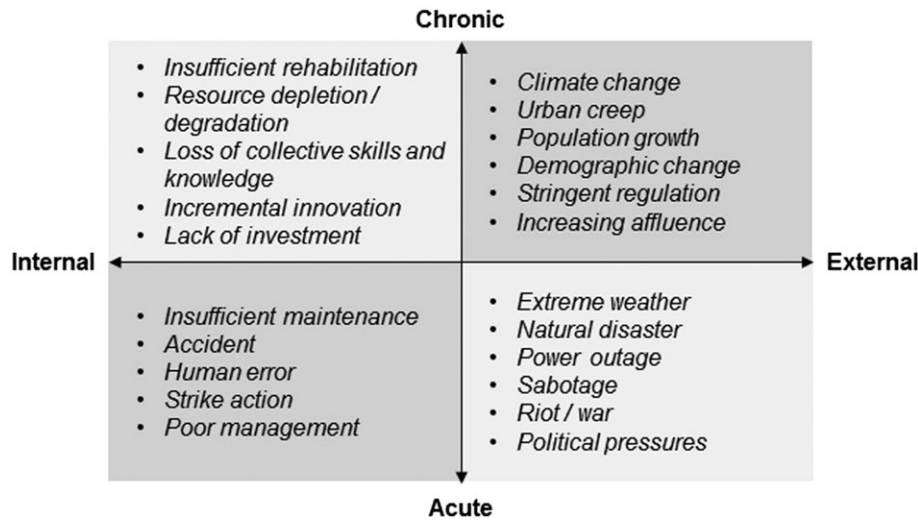 Chronic
• Insufficient rehabilitation
• Resource depletion /
degradation
• Loss of collective skills and
knowledge
• Incremental innovation
• Lack of investment
• Climate change
• Urban creep
• Population growth
• Demographic change
• Stringent regulation
• Increasing affluence
Internal
External
• Insufficient maintenance
• Accident
• Human error
• Strike action
• Poor management
• Extreme weather
• Natural disaster
• Power outage
• Sabotage
• Riot / war
• Political pressures
Acute